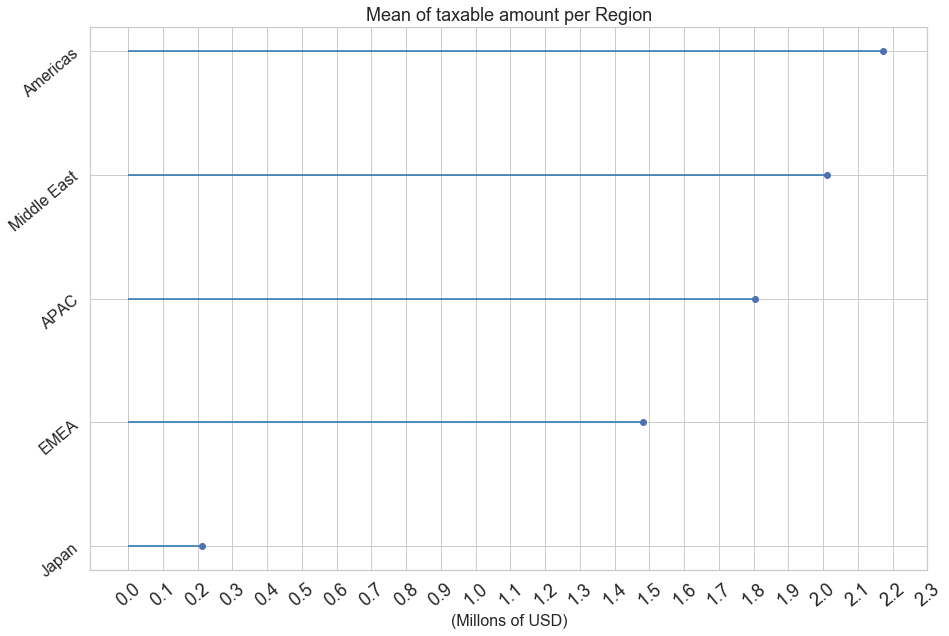 Mean of taxable amount per Region
Americas
Middle East
APAC
EMEA
Japan
0.0 0.1 0.2 0.3 0.4 0.5 0.6 0.7 0.8 0.9 1.0 1.1 1.2 1.3 1.4 1.5 1.6 1.7 1.8 1.9 2.0 2.1 2.2 2.3
(Millons of USD)